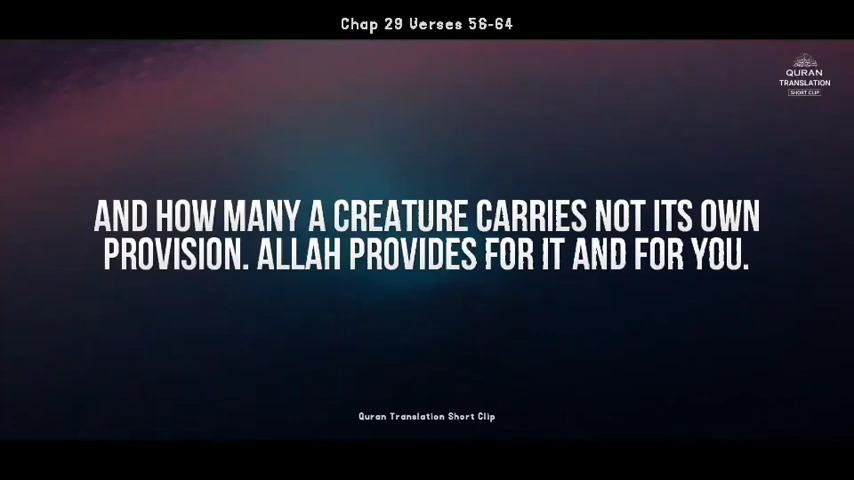 Chap 29 Verses 56-64
QURAN
TRANSLATION
SHORT CLIP
AND HOW MANY A CREATURE CARRIES NOT ITS OWN
PROVISION. ALLAH PROVIDES FOR IT AND FOR YOU.
Quran Translation Short Clip